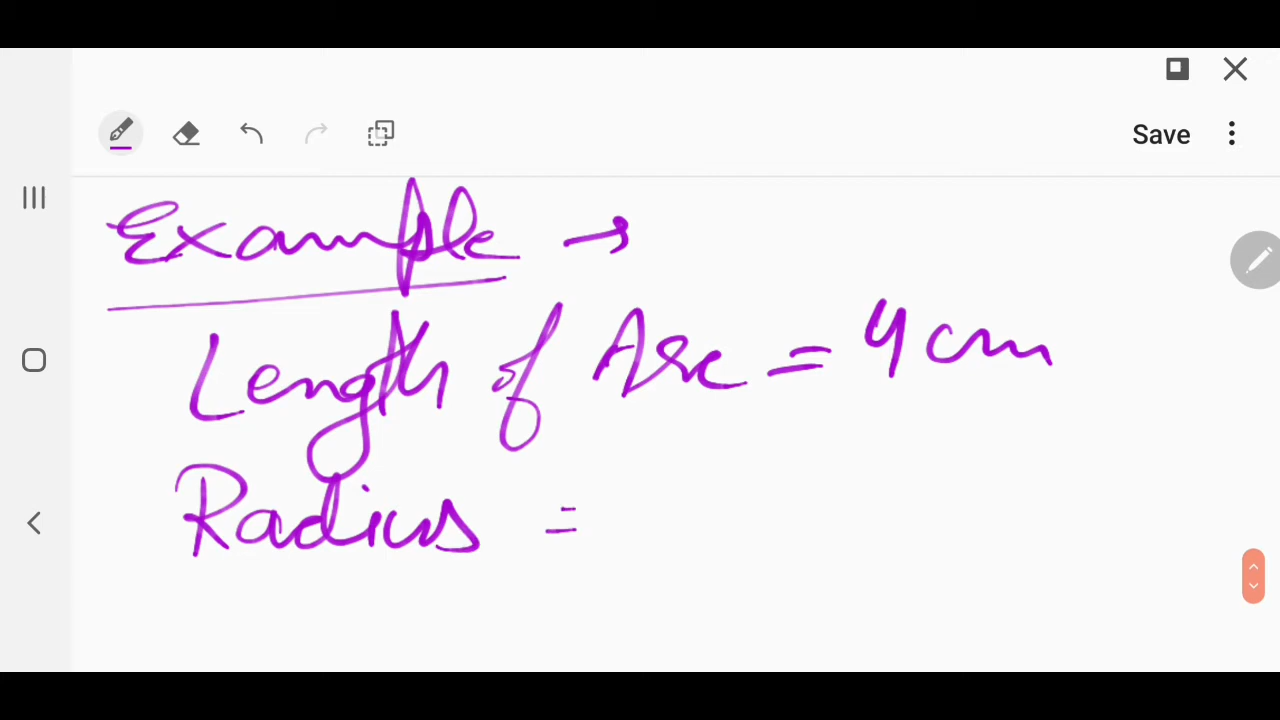 Save
Example →
Length of Arc = 4 cm
Radius =